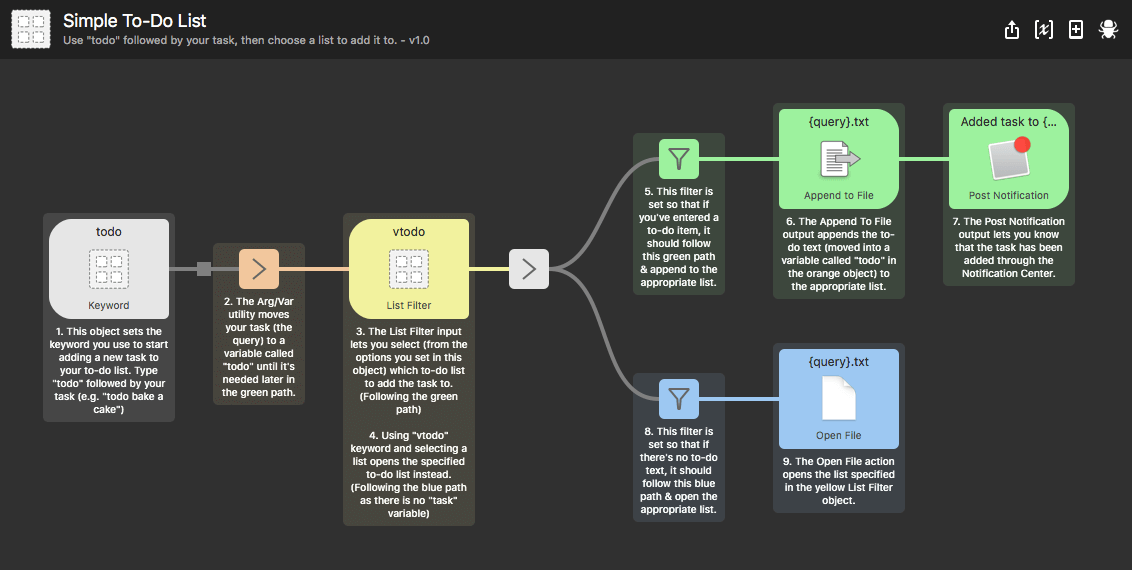 Simple To-Do List
Use "todo" followed by your task, then choose a list to add it to. - v1.0
todo
Keyword
1. This object sets the
keyword you use to start
adding a new task to
your to-do list. Type
"todo" followed by your
task (e.g. "todo bake a
cake")
2. The Arg/Var
utility moves
your task (the
query) to a
variable called
"todo" until it's
needed later in
the green path.
vtodo
List Filter
3. The List Filter input
lets you select (from the
options you set in this
object) which to-do list
to add the task to.
(Following the green
path)
4. Using "vtodo"
keyword and selecting a
list opens the specified
to-do list instead.
(Following the blue path
as there is no "task"
variable)
5. This filter is
set so that if
you've entered a
to-do item, it
should follow
this green path
& append to the
appropriate list.
{query}.txt
Append to File
6. The Append To File
output appends the to-
do text (moved into a
variable called "todo" in
the orange object) to
the appropriate list.
Added task to {...
Post Notification
7. The Post Notification
output lets you know
that the task has been
added through the
Notification Center.
8. This filter is
set so that if
there's no to-do
text, it should
follow this blue
path & open the
appropriate list.
{query}.txt
Open File
9. The Open File action
opens the list specified
in the yellow List Filter
object.